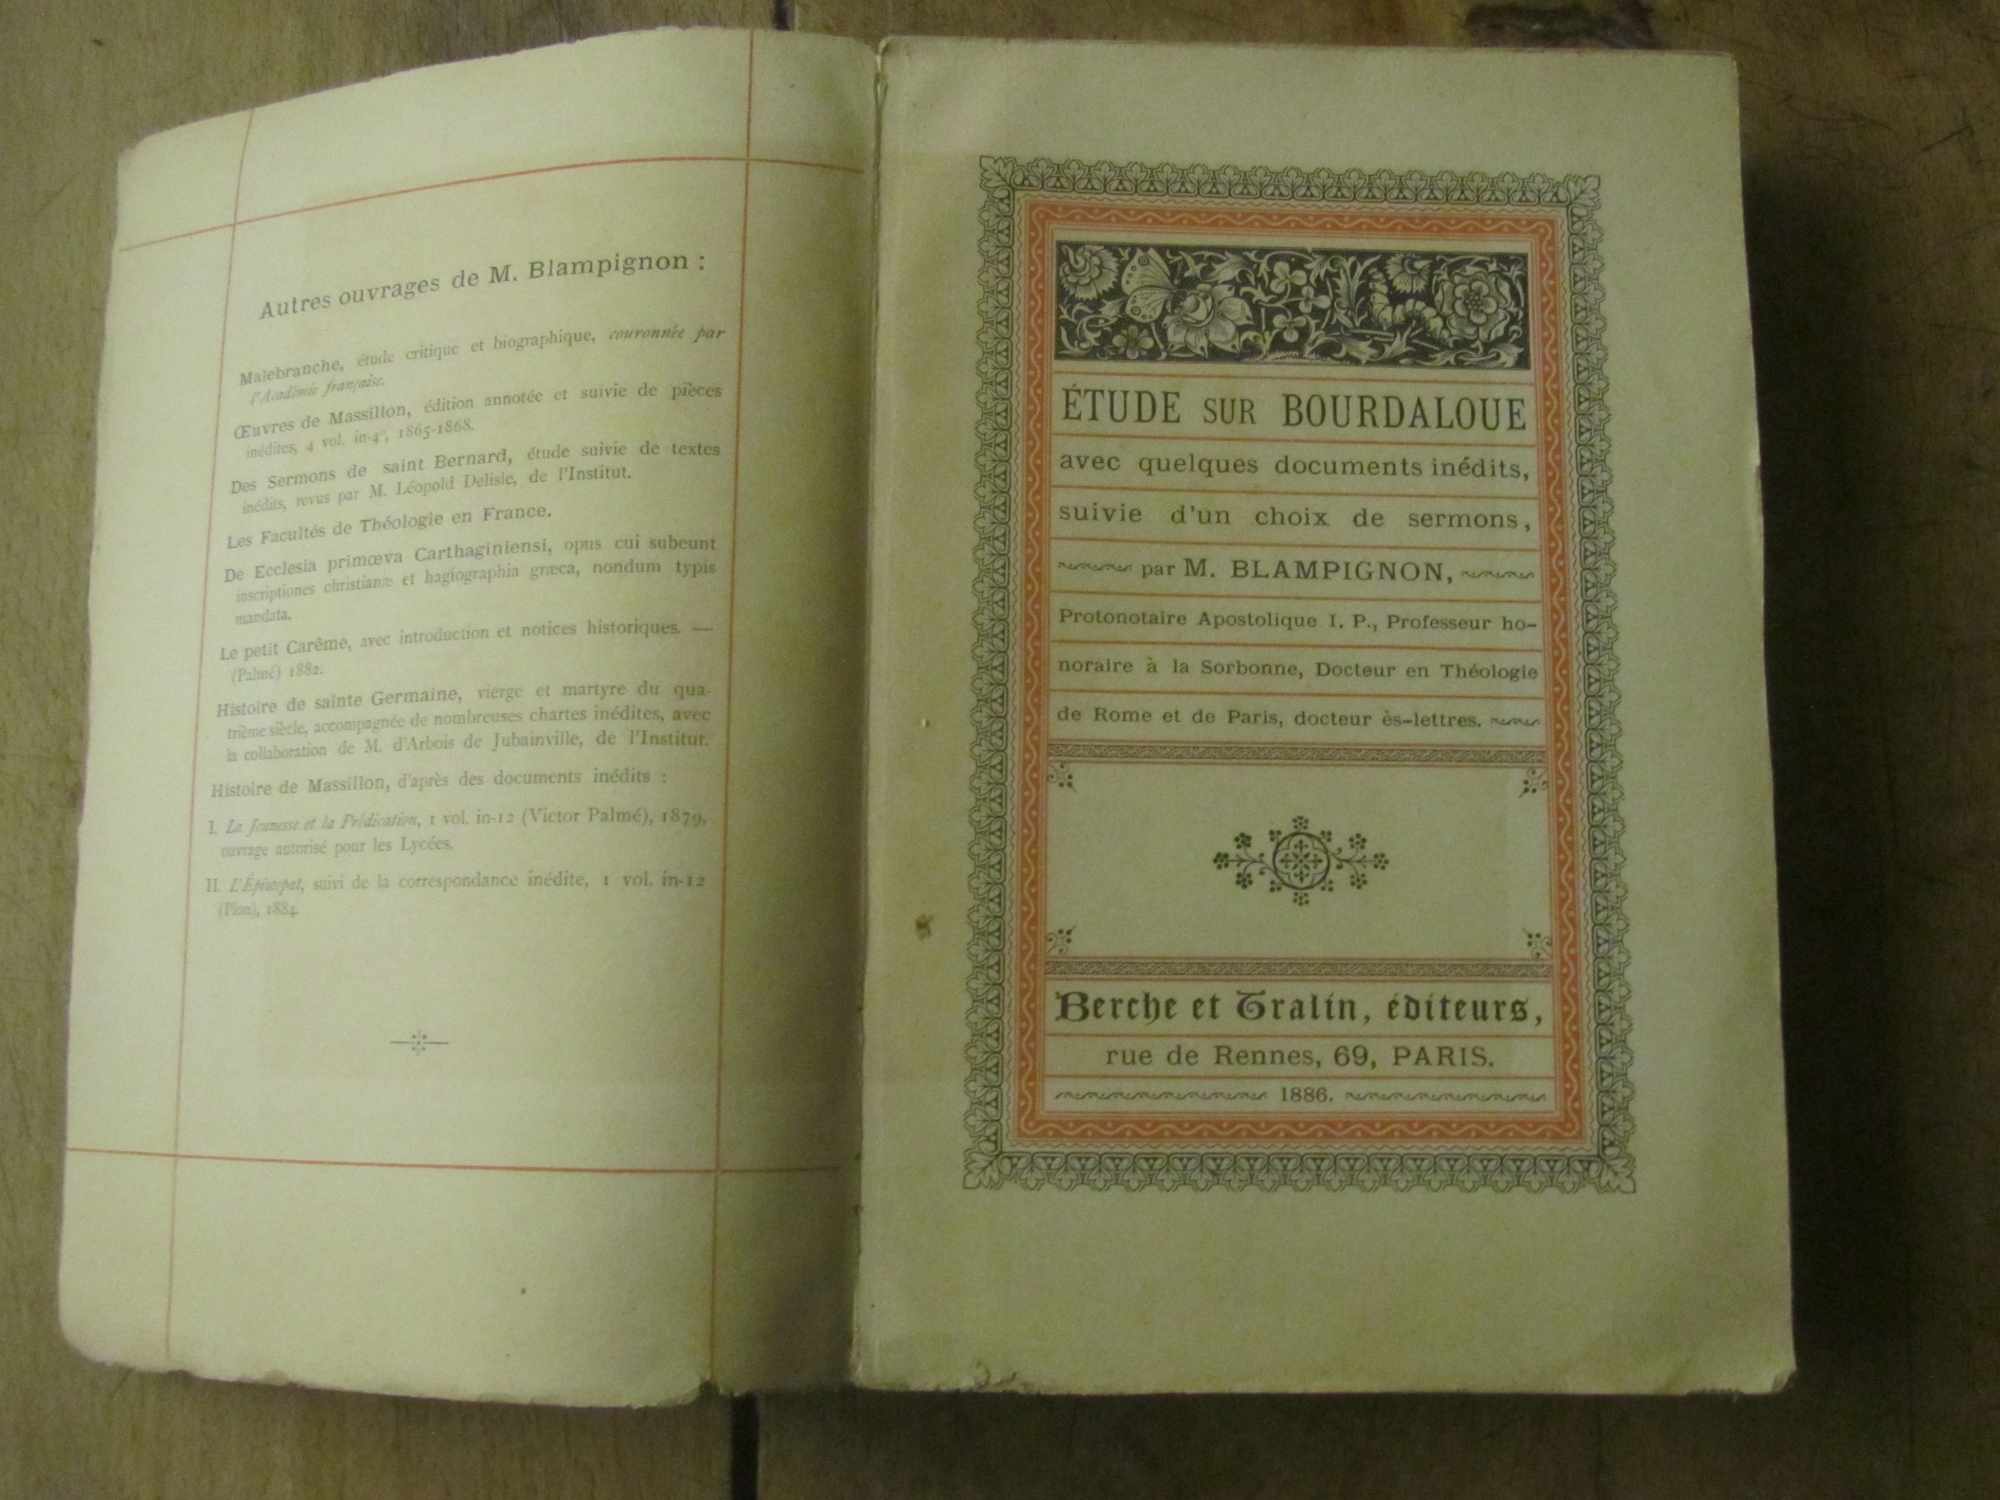 Autres ouvrages de M. Blampignon :
Malebranche, étude critique et biographique, couronnée par
l'Académie française.
Œuvres de Massillon, édition annotée et suivie de pièces
inédites, 4 vol. in-4°, 1865-1868.
Des Sermons de saint Bernard, étude suivie de textes
inédits, revus par M. Léopold Delisle, de l'Institut.
Les Facultés de Théologie en France.
De Ecclesia primœva Carthaginiensi, opus cui subeunt
inscriptiones christianæ et hagiographia græca, nondum typis
mandata.
Le petit Carême, avec introduction et notices historiques. —
(Palmé) 1882.
Histoire de sainte Germaine, vierge et martyre du qua-
trième siècle, accompagnée de nombreuses chartes inédites, avec
la collaboration de M. d'Arbois de Jubainville, de l'Institut.
Histoire de Massillon, d'après des documents inédits :
I. La Jeunesse et la Prédication, 1 vol. in-12 (Victor Palmé), 1879,
ouvrage autorisé pour les Lycées.
II. L'Épiscopat, suivi de la correspondance inédite, 1 vol. in-12
(Plon), 1884.
ÉTUDE SUR BOURDALOUE
avec quelques documents inédits,
suivie d'un choix de sermons,
par M. BLAMPIGNON,
Protonotaire Apostolique I. P., Professeur ho-
noraire à la Sorbonne, Docteur en Théologie
de Rome et de Paris, docteur ès-lettres.
Berche et Tralin, éditeurs,
rue de Rennes, 69, PARIS.
1886.